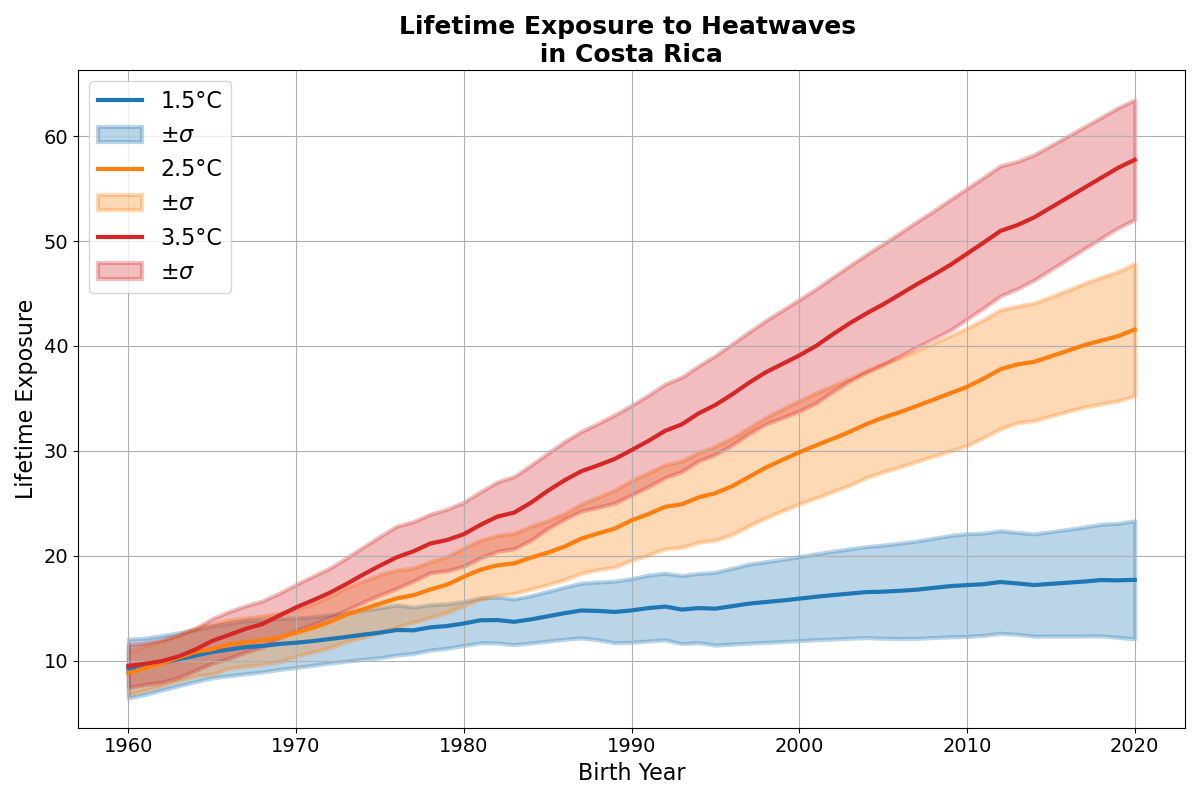 Lifetime Exposure to Heatwaves
in Costa Rica
1.5°C
±σ
2.5°C
±σ
3.5°C
±σ
Lifetime Exposure
60
50
40
30
20
10
1960 1970 1980 1990 2000 2010 2020
Birth Year